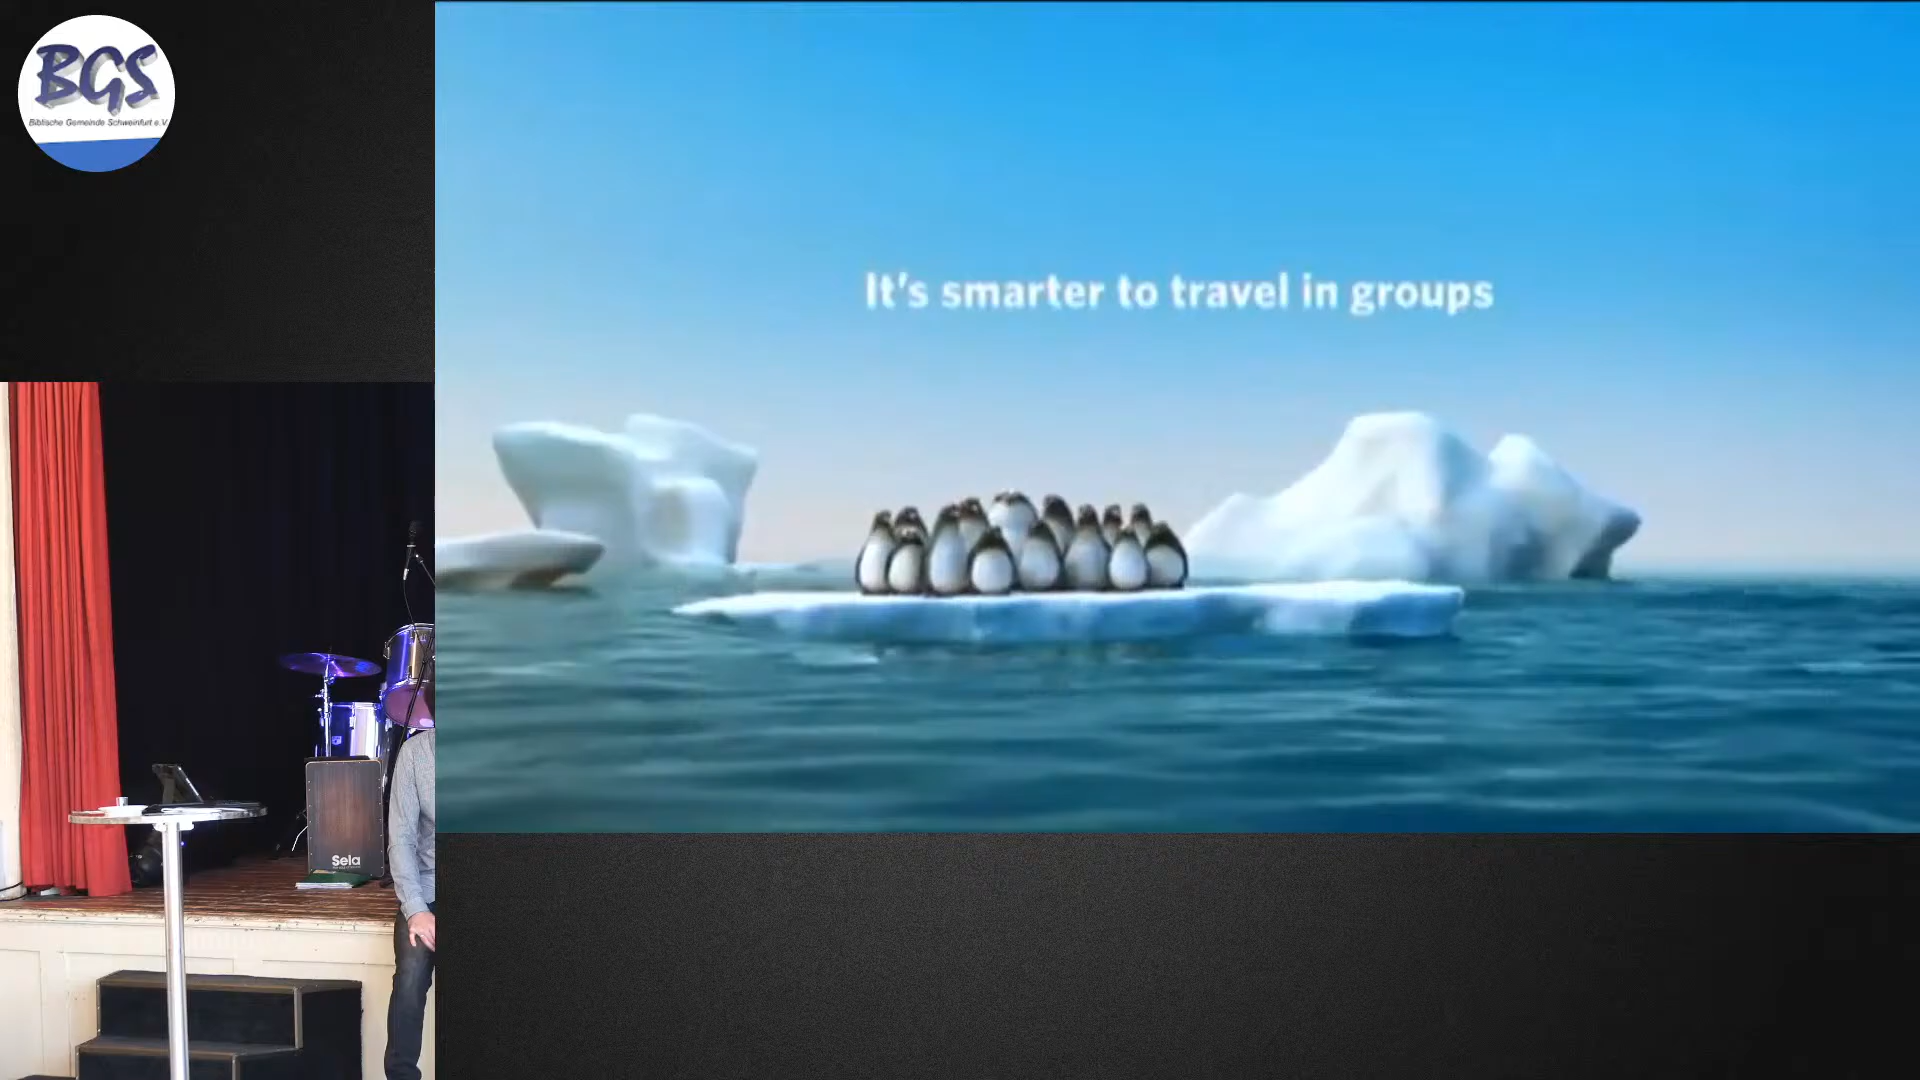 BGS
Biblische Gemeinde Schweinfurt e.V.
It's smarter to travel in groups
Sela